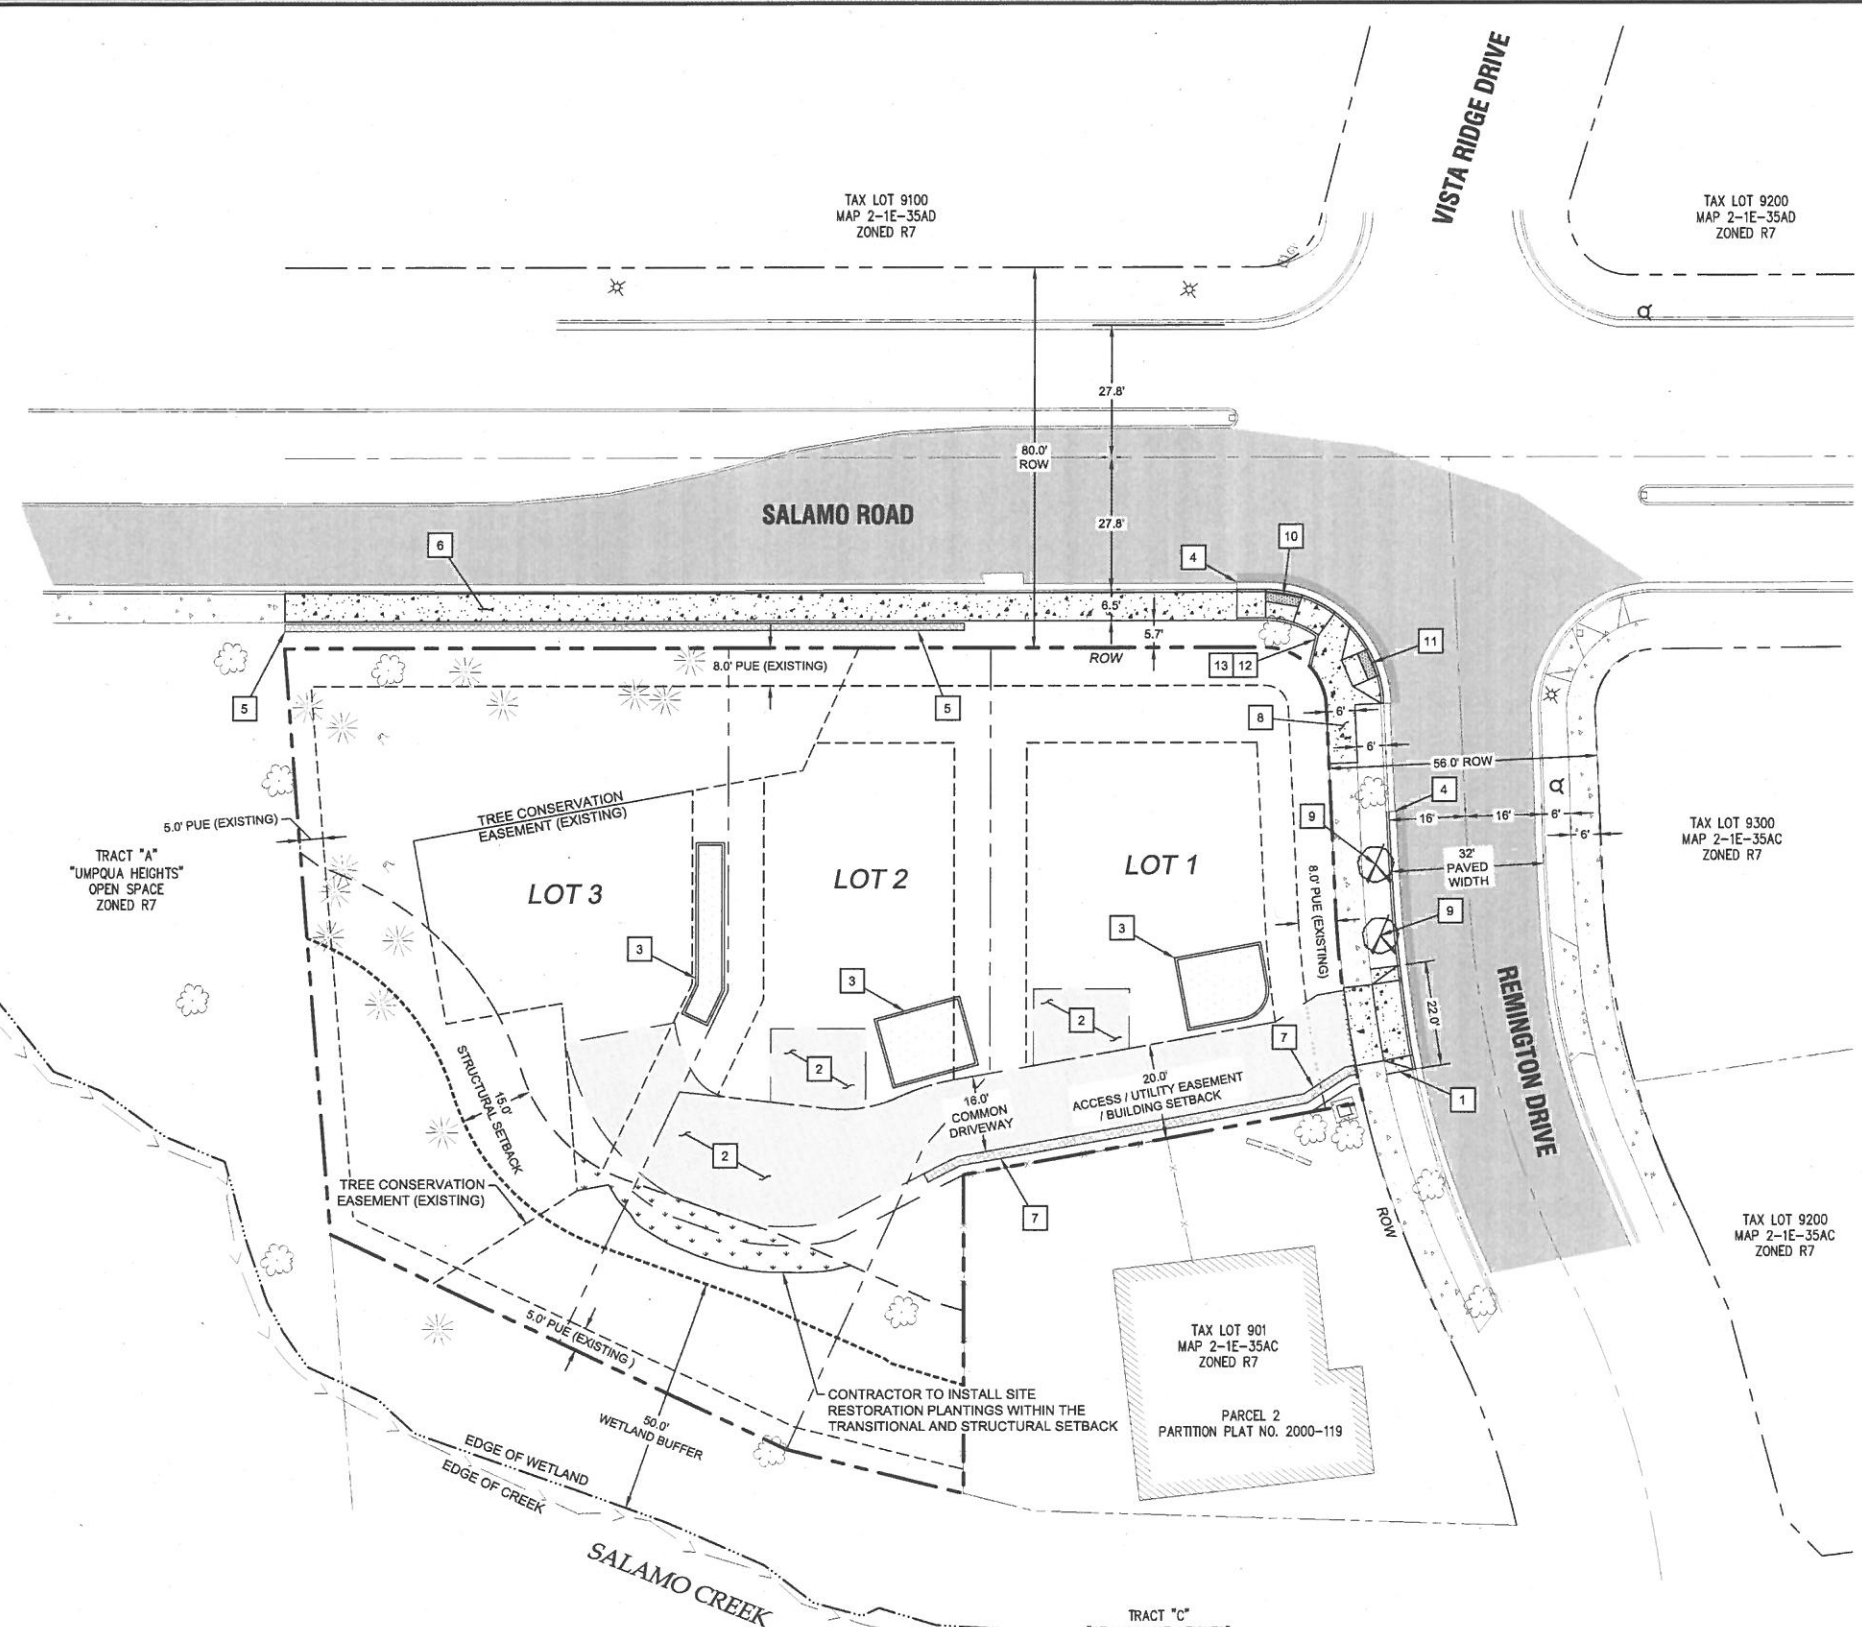 VISTA RIDGE DRIVE
TAX LOT 9100
MAP 2-1E-35AD
ZONED R7
TAX LOT 9200
MAP 2-1E-35AD
ZONED R7
27.8'
80.0'
ROW
SALAMO ROAD
27.8'
6
4
10
6.5'
5.7'
ROW
13
12
11
8.0' PUE (EXISTING)
5
5
8
6'
6'
56.0' ROW
4
16'
16'
6'
6'
9
32'
PAVED
WIDTH
9
TREE CONSERVATION
EASEMENT (EXISTING)
5.0' PUE (EXISTING)
TRACT "A"
"UMPQUA HEIGHTS"
OPEN SPACE
ZONED R7
LOT 3
LOT 2
LOT 1
8.0' PUE (EXISTING)
TAX LOT 9300
MAP 2-1E-35AC
ZONED R7
3
3
3
2
2
2
7
22.0'
1
REMINGTON DRIVE
15.0'
STRUCTURAL SETBACK
16.0'
COMMON
DRIVEWAY
20.0'
ACCESS / UTILITY EASEMENT
/ BUILDING SETBACK
7
TREE CONSERVATION
EASEMENT (EXISTING)
ROW
TAX LOT 9200
MAP 2-1E-35AC
ZONED R7
5.0' PUE (EXISTING)
TAX LOT 901
MAP 2-1E-35AC
ZONED R7
PARCEL 2
PARTITION PLAT NO. 2000-119
CONTRACTOR TO INSTALL SITE
RESTORATION PLANTINGS WITHIN THE
TRANSITIONAL AND STRUCTURAL SETBACK
50.0'
WETLAND BUFFER
EDGE OF WETLAND
EDGE OF CREEK
SALAMO CREEK
TRACT "C"